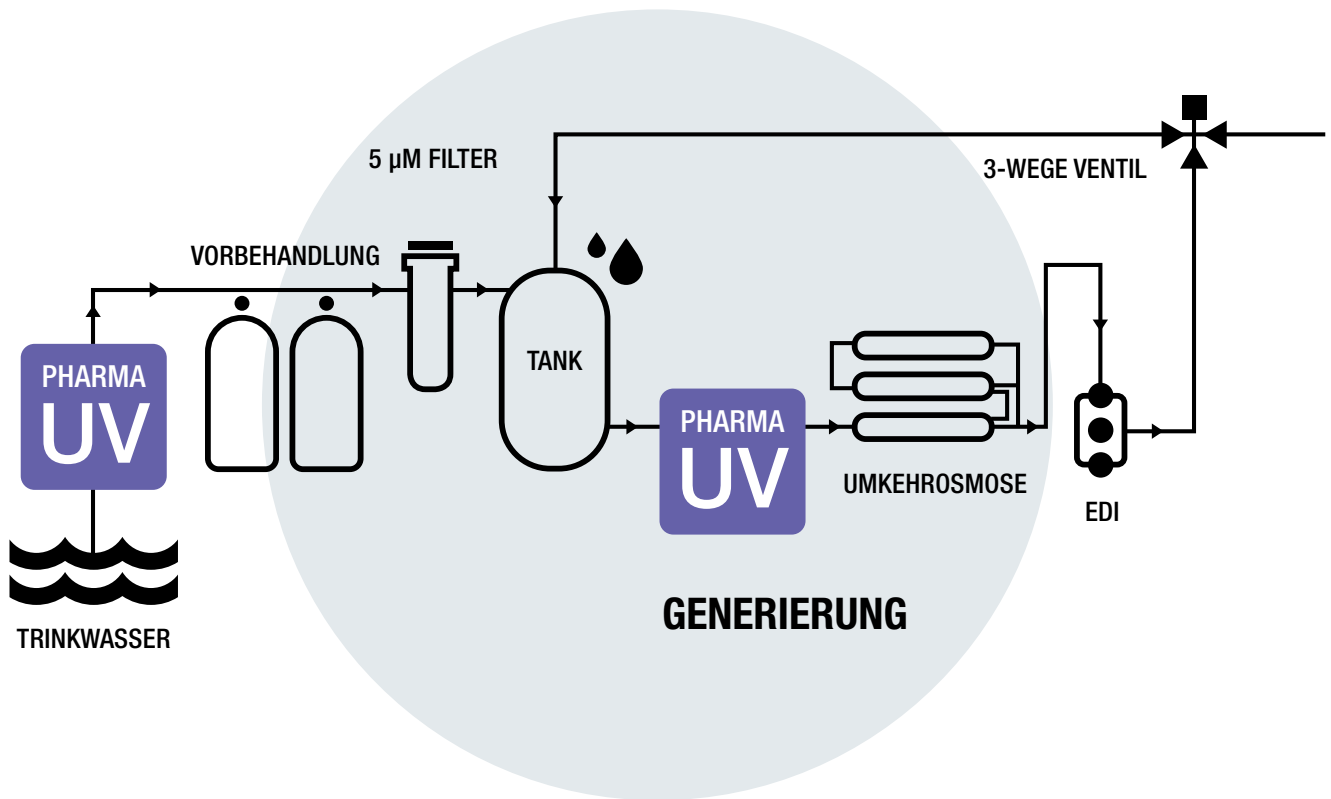 5 µM FILTER
3-WEGE VENTIL
VORBEHANDLUNG
TANK
PHARMA
UV
PHARMA
UV
UMKEHROSMOSE
EDI
GENERIERUNG
TRINKWASSER